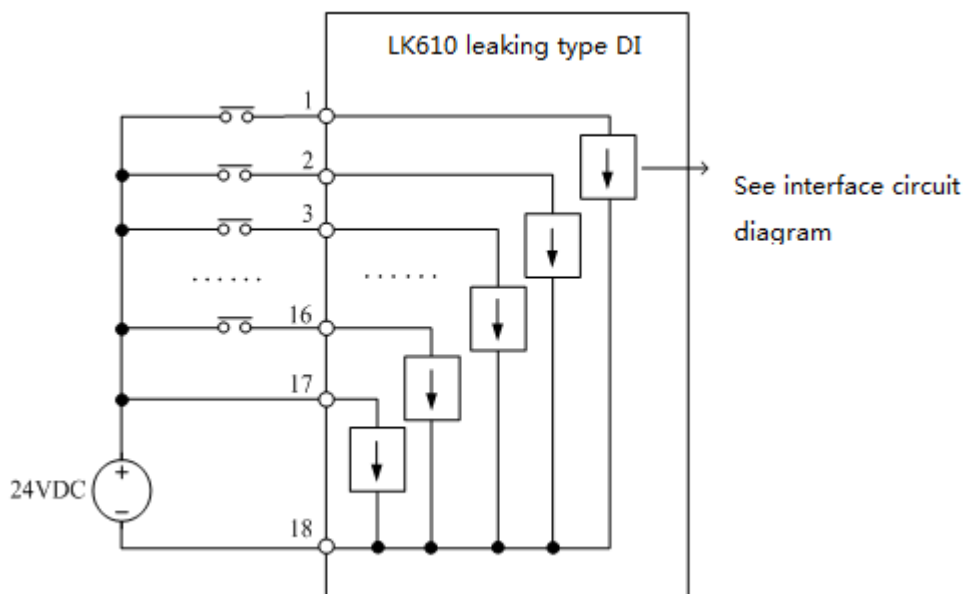 LK610 leaking type DI
1
2
3
......
......
16
17
18
+
−
24VDC
See interface circuit
diagram